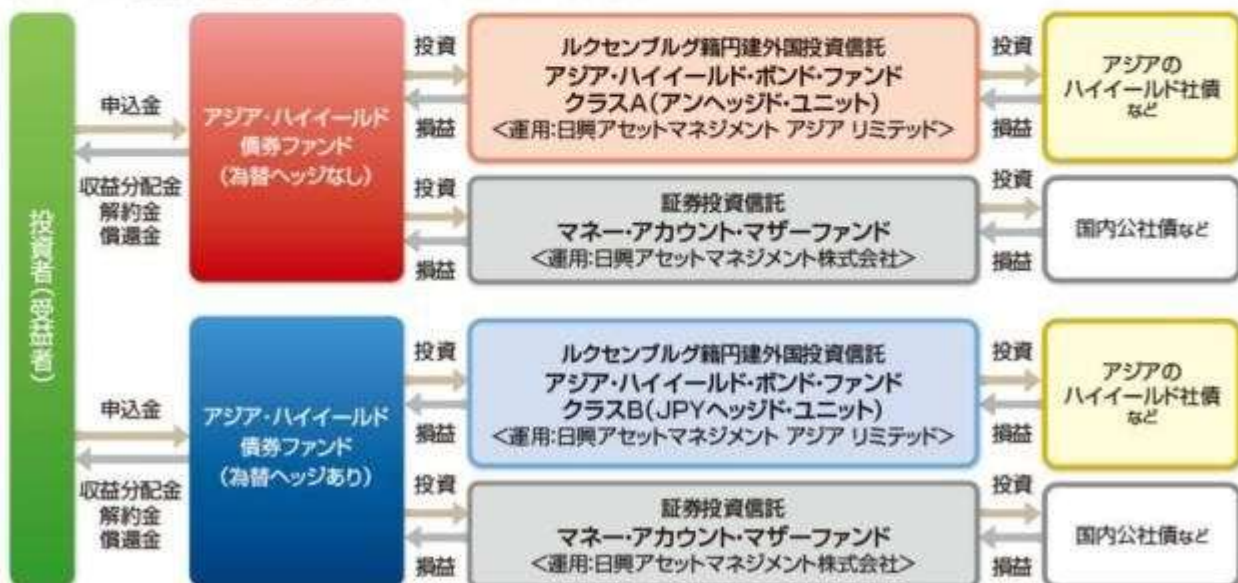 投資者(受益者)
申込金
収益分配金
解約金
償還金
アジア・ハイイールド
債券ファンド
(為替ヘッジなし)
投資
損益
ルクセンブルグ籍円建外国投資信託
アジア・ハイイールド・ボンド・ファンド
クラスA(アンヘッジド・ユニット)
<運用:日興アセットマネジメント アジア リミテッド>
投資
損益
アジアの
ハイイールド社債
など
投資
損益
証券投資信託
マネー・アカウント・マザーファンド
<運用:日興アセットマネジメント株式会社>
投資
損益
国内公社債など
申込金
収益分配金
解約金
償還金
アジア・ハイイールド
債券ファンド
(為替ヘッジあり)
投資
損益
ルクセンブルグ籍円建外国投資信託
アジア・ハイイールド・ボンド・ファンド
クラスB(JPYヘッジド・ユニット)
<運用:日興アセットマネジメント アジア リミテッド>
投資
損益
アジアの
ハイイールド社債
など
投資
損益
証券投資信託
マネー・アカウント・マザーファンド
<運用:日興アセットマネジメント株式会社>
投資
損益
国内公社債など